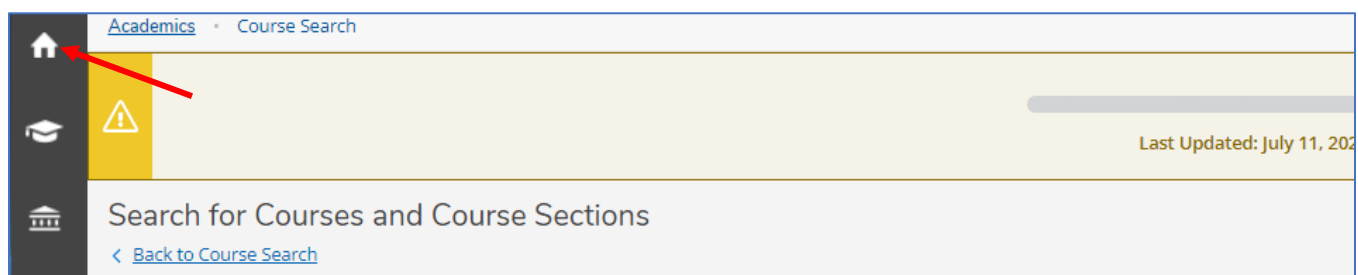 Academics • Course Search
Last Updated: July 11, 202
Search for Courses and Course Sections
< Back to Course Search